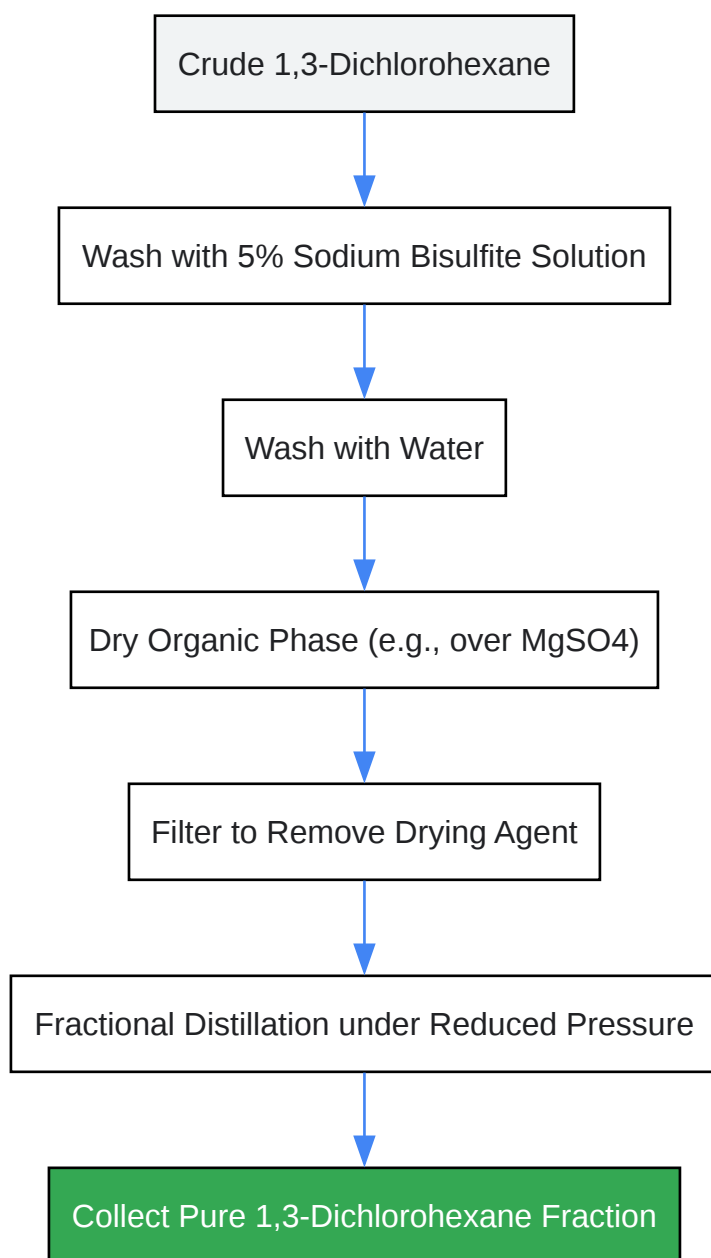 Crude 1,3-Dichlorohexane
Wash with 5% Sodium Bisulfite Solution
Wash with Water
Dry Organic Phase (e.g., over MgSO4)
Filter to Remove Drying Agent
Fractional Distillation under Reduced Pressure
Collect Pure 1,3-Dichlorohexane Fraction